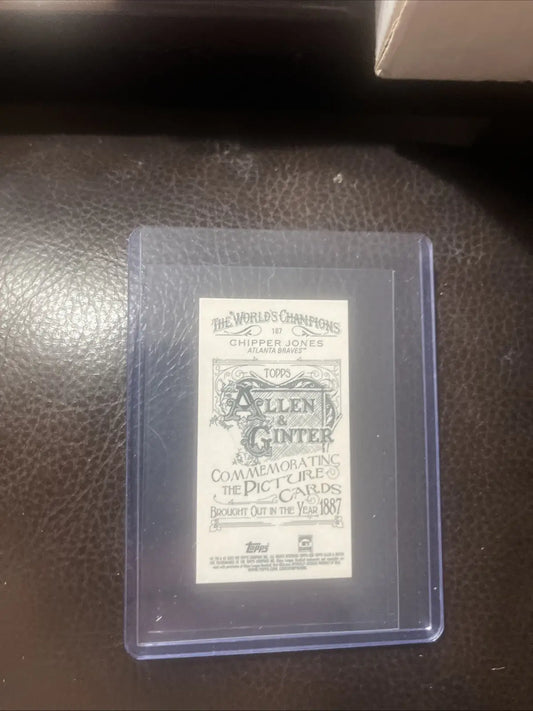 THE WORLD'S CHAMPIONS
187
CHIPPER JONES
ATLANTA BRAVES™
TOPPS
ALLEN
&
GINTER
COMMEMORATING
THE PICTURE
CARDS
BROUGHT OUT IN THE YEAR 1887
Topps